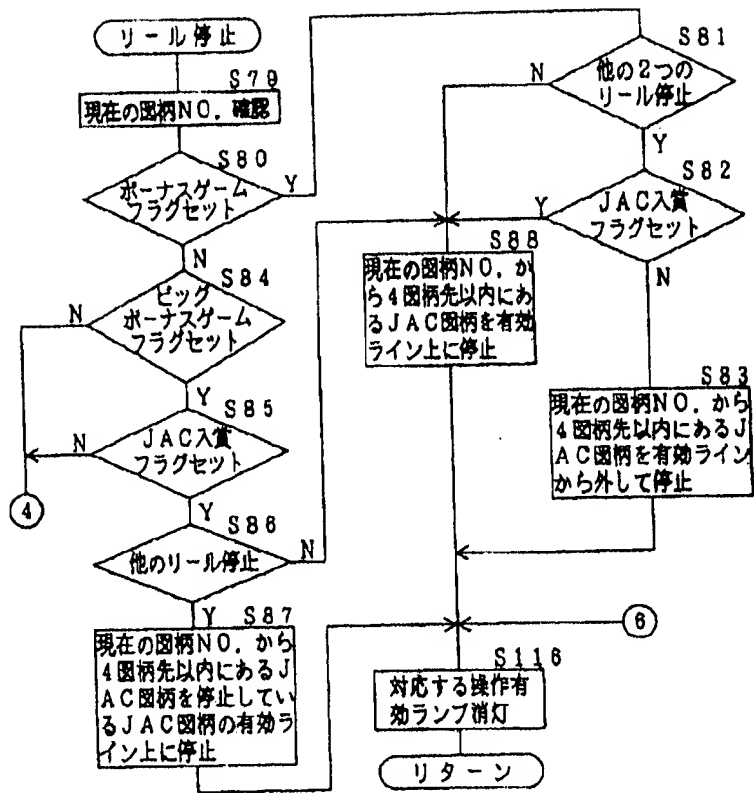 リール停止
S79
現在の図柄NO．確認
S80
ボーナスゲーム
フラグセット
Y
N
S84
ビッグ
ボーナスゲーム
フラグセット
N
Y
S85
JAC入賞
フラグセット
N
④
Y
S86
他のリール停止
N
Y
S87
現在の図柄NO．から
4図柄先以内にあるJ
AC図柄を停止してい
るJAC図柄の有効ラ
イン上に停止
S81
他の2つの
リール停止
N
Y
S82
JAC入賞
フラグセット
Y
N
S88
現在の図柄NO．か
ら4図柄先以内にあ
るJAC図柄を有効
ライン上に停止
S83
現在の図柄NO．から
4図柄先以内にあるJ
AC図柄を有効ライン
から外して停止
⑥
S116
対応する操作有
効ランプ消灯
リターン